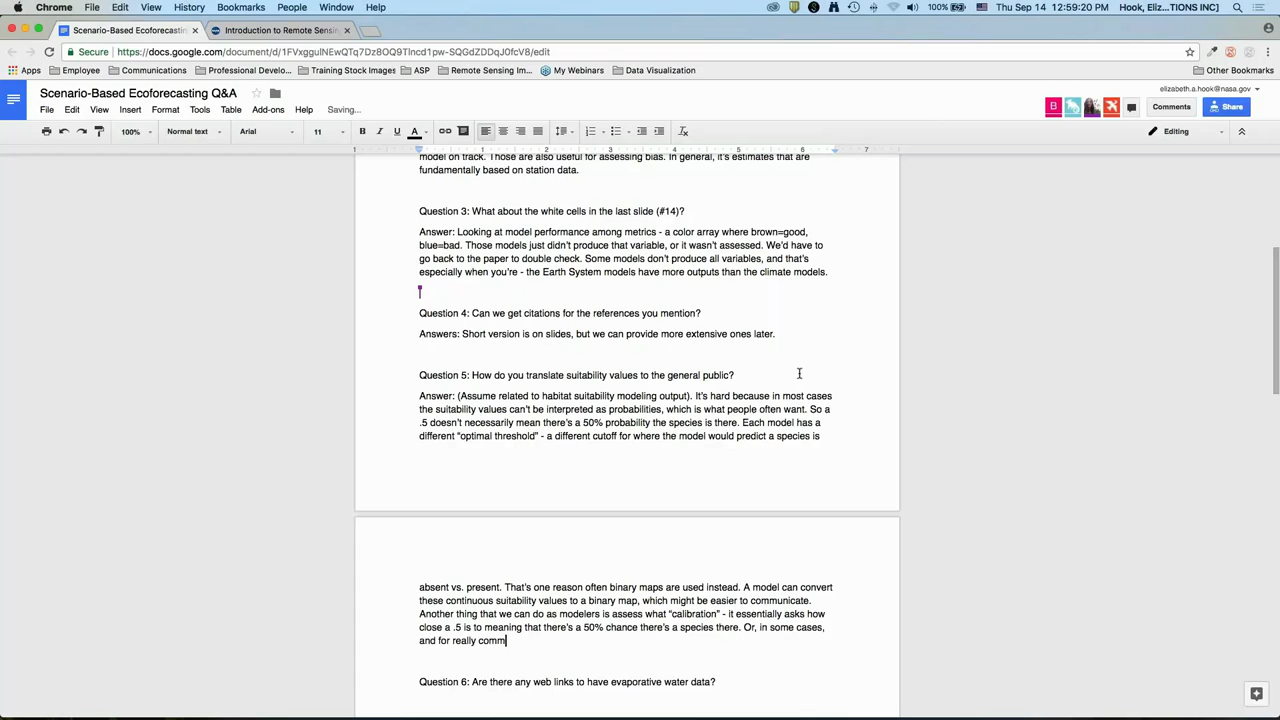 Chrome File Edit View History Bookmarks People Window Help 100% Thu Sep 14 12:59:20 PM Hook, Eliz...TIONS INC]
Scenario-Based Ecoforecasting × Introduction to Remote Sensing ×
Secure https://docs.google.com/document/d/1FVxggulNEwQTq7Dz8OQ9Tlncd1pw-SQGdZDDqJ0fcV8/edit
Apps Employee Communications Professional Develo... Training Stock Images ASP Remote Sensing Im... My Webinars Data Visualization Other Bookmarks
Scenario-Based Ecoforecasting Q&A
elizabeth.a.hook@nasa.gov
File Edit View Insert Format Tools Table Add-ons Help Saving...
B Comments Share
100% Normal text Arial 11 B I U A Editing
1 1 2 3 4 5 6 7
model on track. Those are also useful for assessing bias. In general, it's estimates that are
fundamentally based on station data.
Question 3: What about the white cells in the last slide (#14)?
Answer: Looking at model performance among metrics - a color array where brown=good,
blue=bad. Those models just didn't produce that variable, or it wasn't assessed. We'd have to
go back to the paper to double check. Some models don't produce all variables, and that's
especially when you're - the Earth System models have more outputs than the climate models.
Question 4: Can we get citations for the references you mention?
Answers: Short version is on slides, but we can provide more extensive ones later.
Question 5: How do you translate suitability values to the general public?
Answer: (Assume related to habitat suitability modeling output). It's hard because in most cases
the suitability values can't be interpreted as probabilities, which is what people often want. So a
.5 doesn't necessarily mean there's a 50% probability the species is there. Each model has a
different "optimal threshold" - a different cutoff for where the model would predict a species is
absent vs. present. That's one reason often binary maps are used instead. A model can convert
these continuous suitability values to a binary map, which might be easier to communicate.
Another thing that we can do as modelers is assess what "calibration" - it essentially asks how
close a .5 is to meaning that there's a 50% chance there's a species there. Or, in some cases,
and for really comm
Question 6: Are there any web links to have evaporative water data?